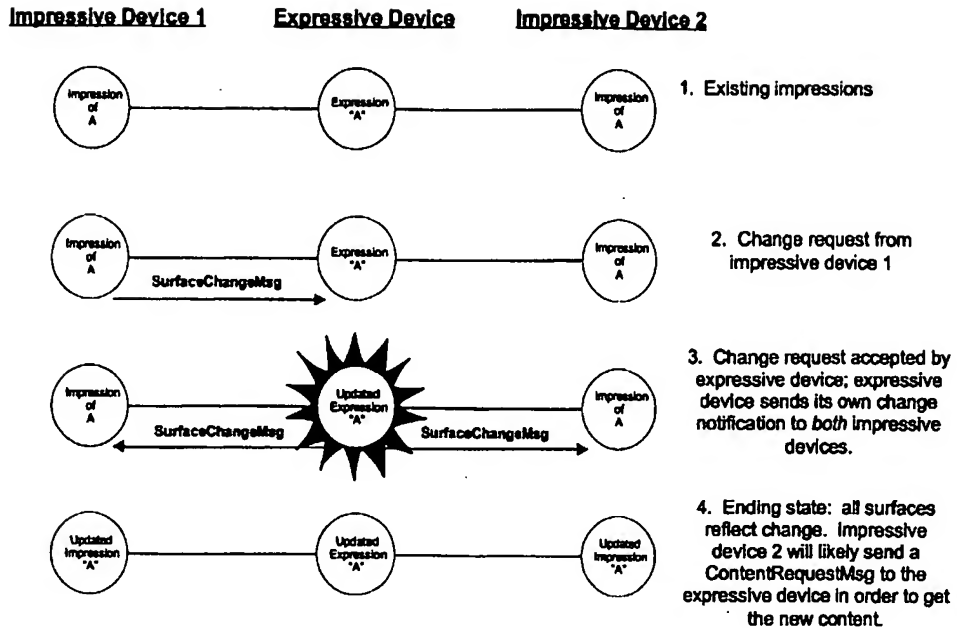 Impressive Device 1
Expressive Device
Impressive Device 2
Impression
of
A
Expression
"A"
Impression
of
A
1. Existing impressions
Impression
of
A
Expression
"A"
Impression
of
A
SurfaceChangeMsg
2. Change request from
impressive device 1
Impression
of
A
Updated
Expression
"A"
Impression
of
A
SurfaceChangeMsg
SurfaceChangeMsg
3. Change request accepted by
expressive device; expressive
device sends its own change
notification to both impressive
devices.
Updated
Impression
"A"
Updated
Expression
"A"
Updated
Impression
"A"
4. Ending state: all surfaces
reflect change. Impressive
device 2 will likely send a
ContentRequestMsg to the
expressive device in order to get
the new content.